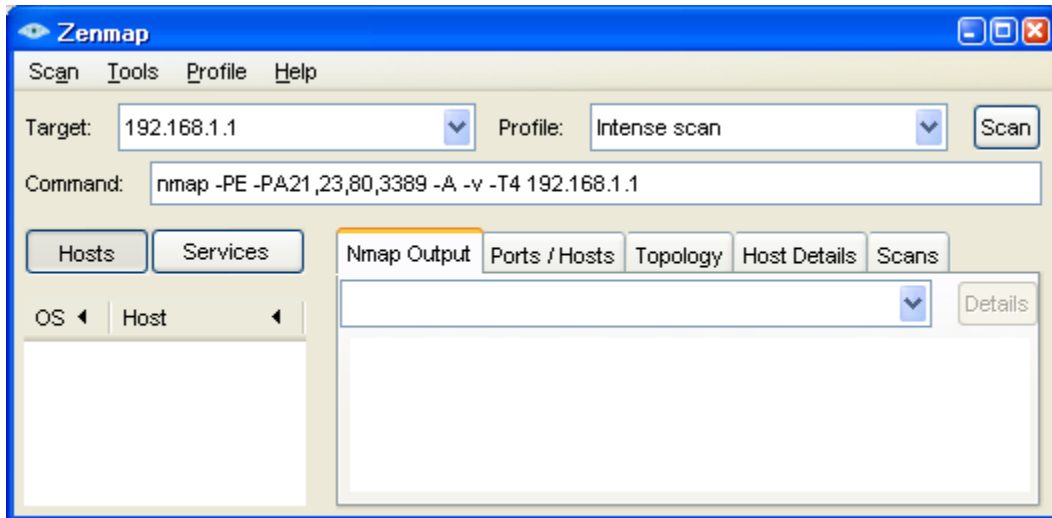 Zenmap
Scan Tools Profile Help
Target: 192.168.1.1 Profile: Intense scan Scan
Command: nmap -PE -PA21,23,80,3389 -A -v -T4 192.168.1.1
Hosts Services Nmap Output Ports / Hosts Topology Host Details Scans
OS Host Details